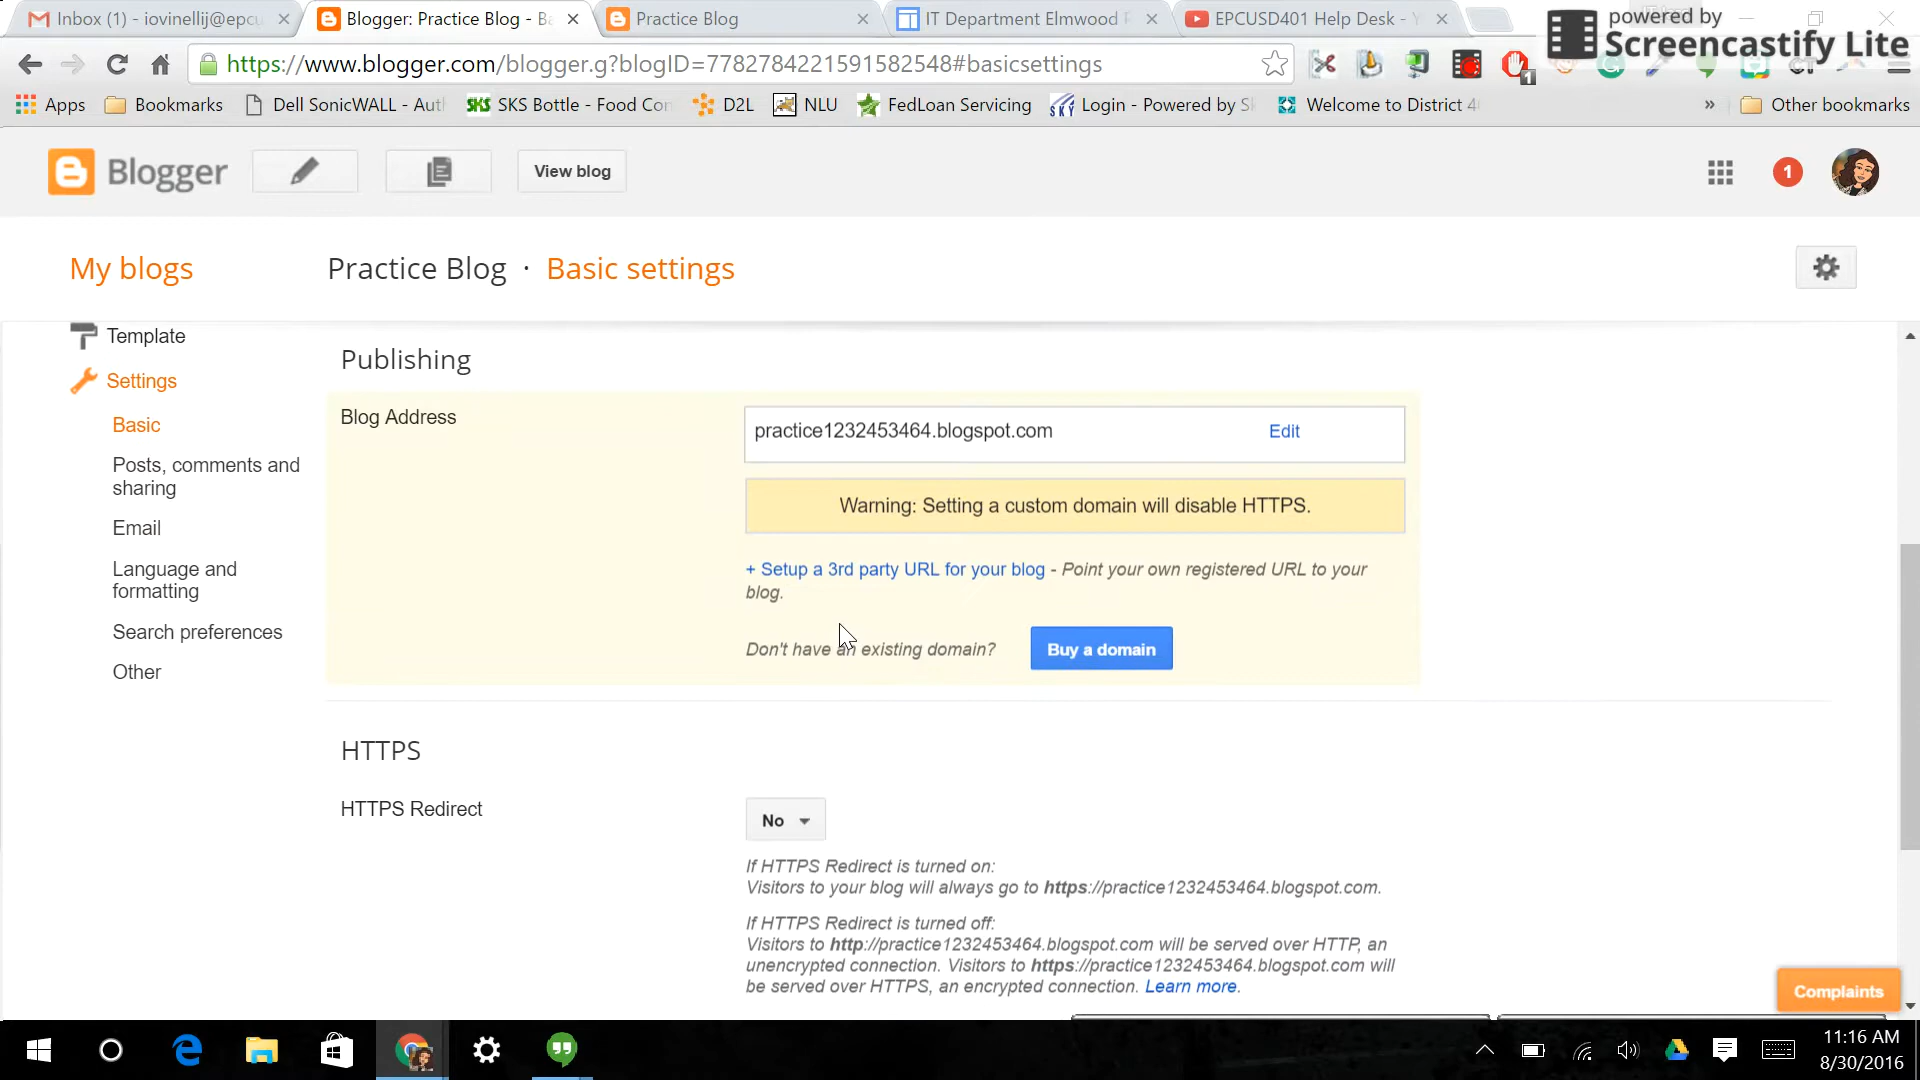 Inbox (1) - iovinellij@epcu
Blogger: Practice Blog - Ba
Practice Blog
IT Department Elmwood
EPCUSD401 Help Desk -
powered by
Screencastify Lite
https://www.blogger.com/blogger.g?blogID=7782784221591582548#basicsettings
1
Apps
Bookmarks
Dell SonicWALL - Aut
SKS SKS Bottle - Food Con
D2L
NLU
FedLoan Servicing
SKY Login - Powered by S
Welcome to District 4
»
Other bookmarks
Blogger
View blog
1
My blogs
Practice Blog · Basic settings
Template
Settings
Basic
Posts, comments and
sharing
Email
Language and
formatting
Search preferences
Other
Publishing
Blog Address
practice1232453464.blogspot.com
Edit
Warning: Setting a custom domain will disable HTTPS.
+ Setup a 3rd party URL for your blog - Point your own registered URL to your
blog.
Don't have an existing domain?
Buy a domain
HTTPS
HTTPS Redirect
No
If HTTPS Redirect is turned on:
Visitors to your blog will always go to https://practice1232453464.blogspot.com.
If HTTPS Redirect is turned off:
Visitors to http://practice1232453464.blogspot.com will be served over HTTP, an
unencrypted connection. Visitors to https://practice1232453464.blogspot.com will
be served over HTTPS, an encrypted connection. Learn more.
Complaints
11:16 AM
8/30/2016